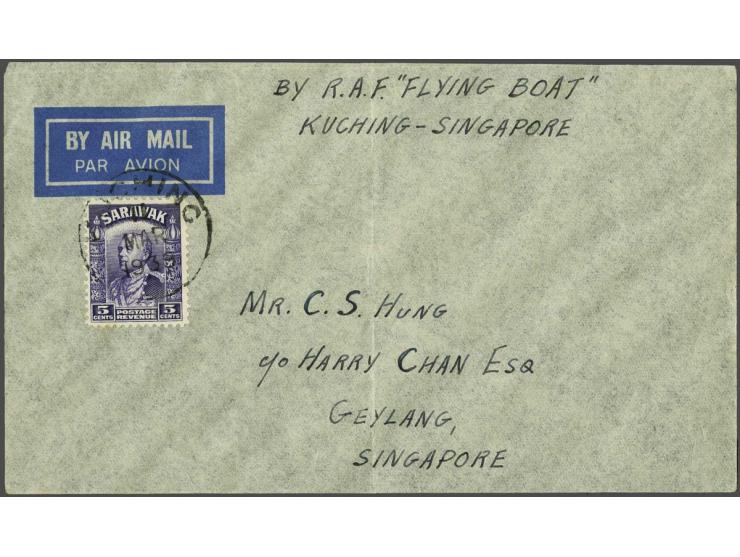 BY R.A.F. "FLYING BOAT"
KUCHING - SINGAPORE
BY AIR MAIL
PAR AVION
SARAWAK
MAR
5 CENTS
POSTAGE REVENUE
5 CENTS
MR. C. S. HUNG
c/o HARRY CHAN ESQ
GEYLANG,
SINGAPORE